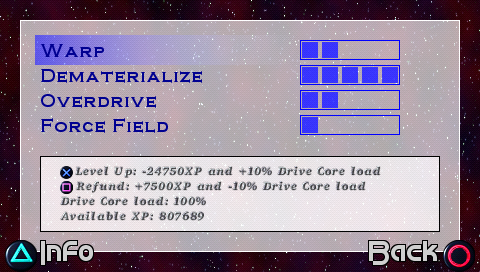 Warp
Dematerialize
Overdrive
Force Field
Level Up: -24750XP and +10% Drive Core load
Refund: +7500XP and -10% Drive Core load
Drive Core load: 100%
Available XP: 807689
Info
Back